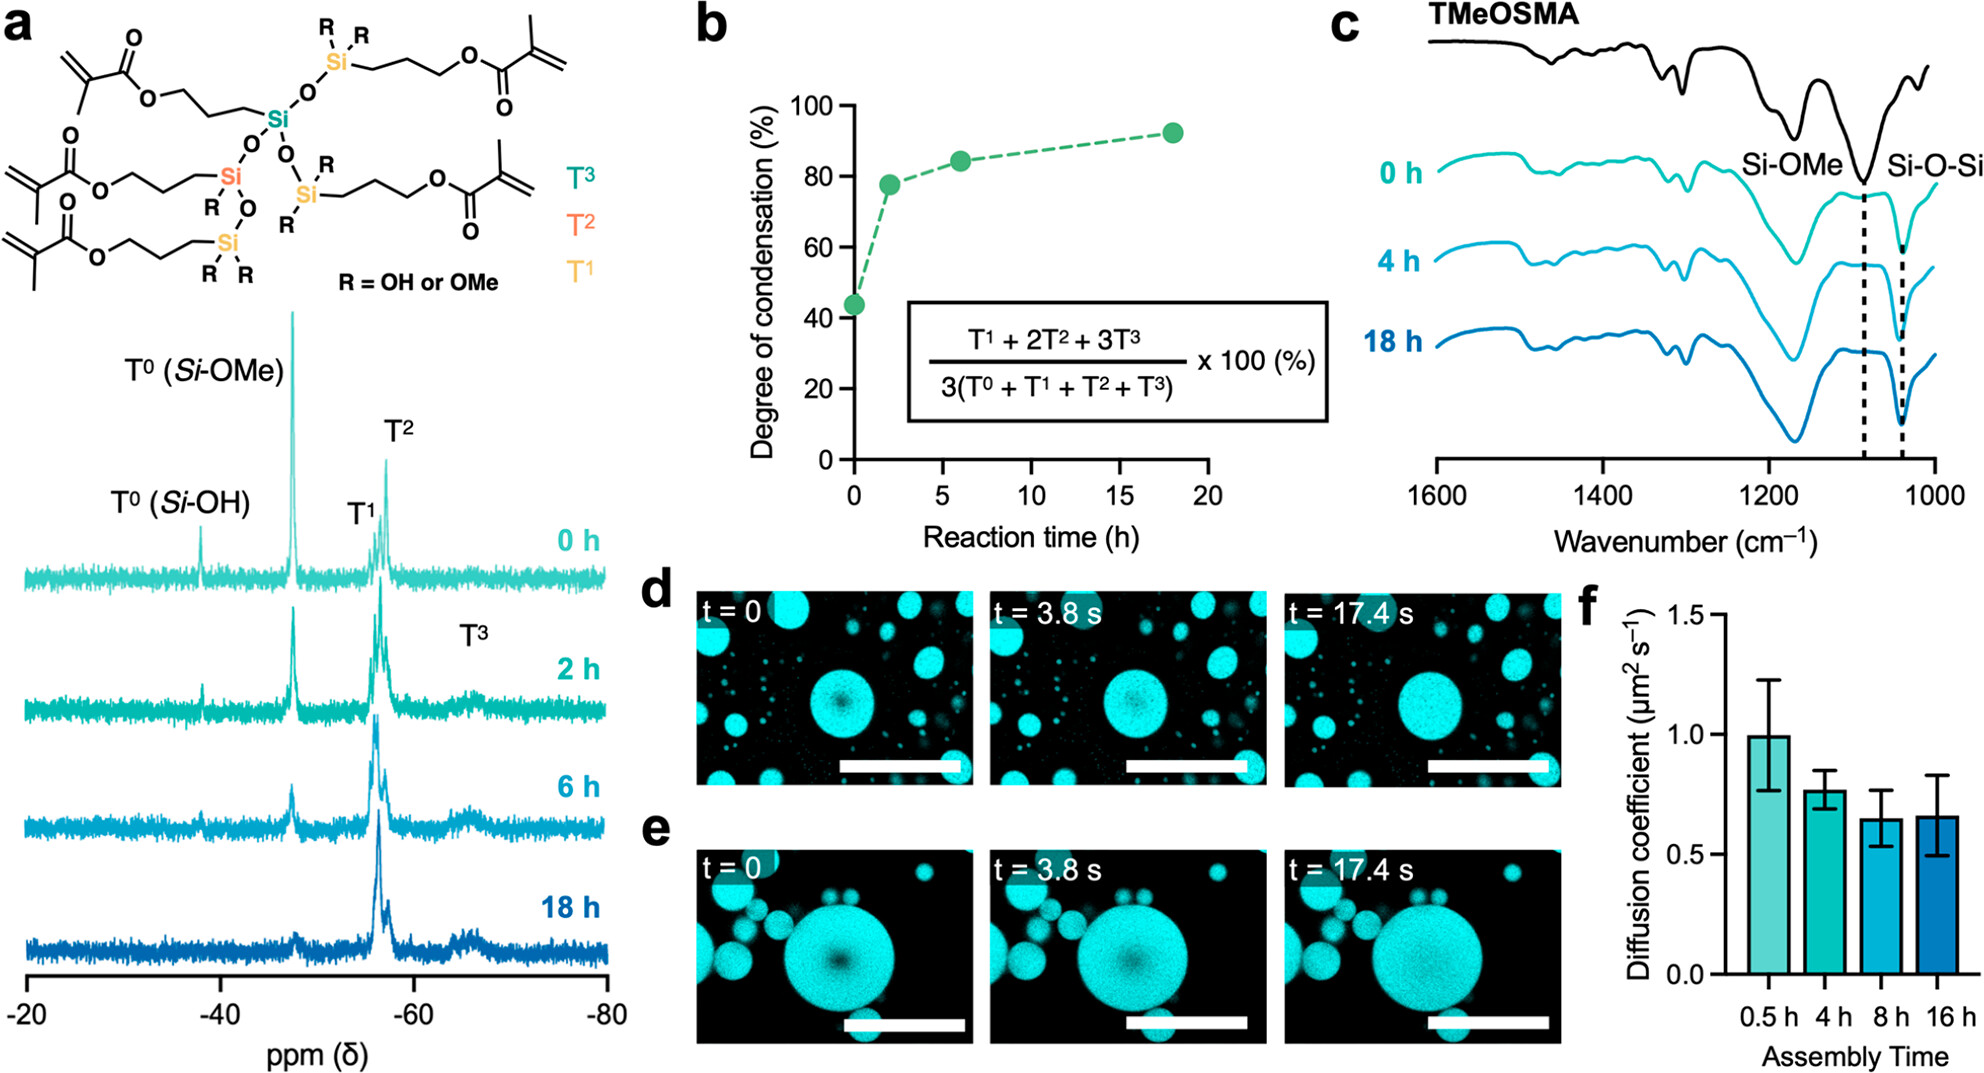 a
O
O
R R
Si
O
O
O
Si
O
O
O
O
Si
R
O
R
Si
R
O
O
O
O
Si
R R
T³
T²
T¹
R = OH or OMe
T⁰ (Si-OMe)
T²
T⁰ (Si-OH)
T¹
0 h
T³
2 h
6 h
18 h
-20 -40 -60 -80
ppm (δ)
b
Degree of condensation (%)
100
80
60
40
20
0
T¹ + 2T² + 3T³
3(T⁰ + T¹ + T² + T³)
x 100 (%)
0 5 10 15 20
Reaction time (h)
c
TMeOSMA
Si-OMe
Si-O-Si
0 h
4 h
18 h
1600 1400 1200 1000
Wavenumber (cm⁻¹)
d
t = 0
t = 3.8 s
t = 17.4 s
e
t = 0
t = 3.8 s
t = 17.4 s
f
Diffusion coefficient (µm² s⁻¹)
1.5
1.0
0.5
0.0
0.5 h 4 h 8 h 16 h
Assembly Time